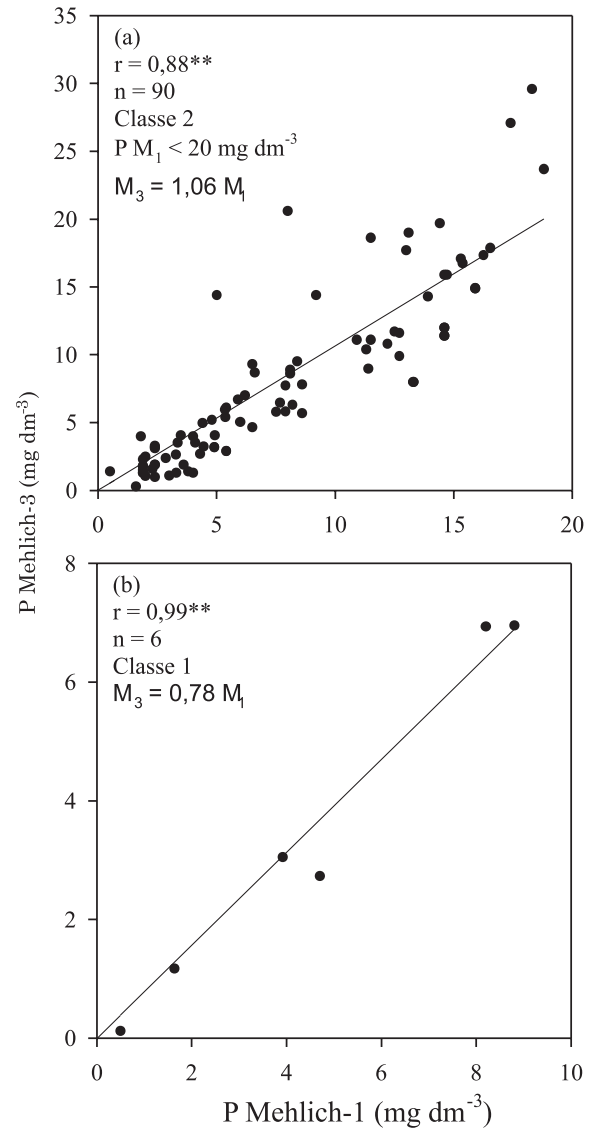 35
30
25
20
15
10
5
0
(a)
r = 0,88**
n = 90
Classe 2
P M₁ < 20 mg dm⁻³
M₃ = 1,06 M₁
0 5 10 15 20
P Mehlich-3 (mg dm⁻³)
8
6
4
2
0
(b)
r = 0,99**
n = 6
Classe 1
M₃ = 0,78 M₁
0 2 4 6 8 10
P Mehlich-1 (mg dm⁻³)